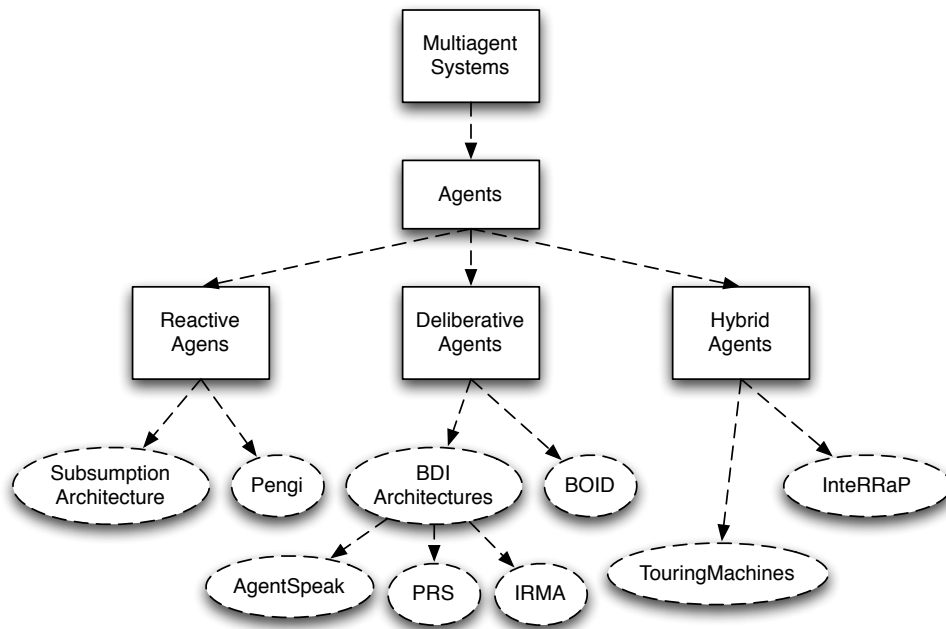 Multiagent
Systems
Agents
Reactive
Agens
Deliberative
Agents
Hybrid
Agents
Subsumption
Architecture
Pengi
BDI
Architectures
BOID
InteRRaP
AgentSpeak
PRS
IRMA
TouringMachines